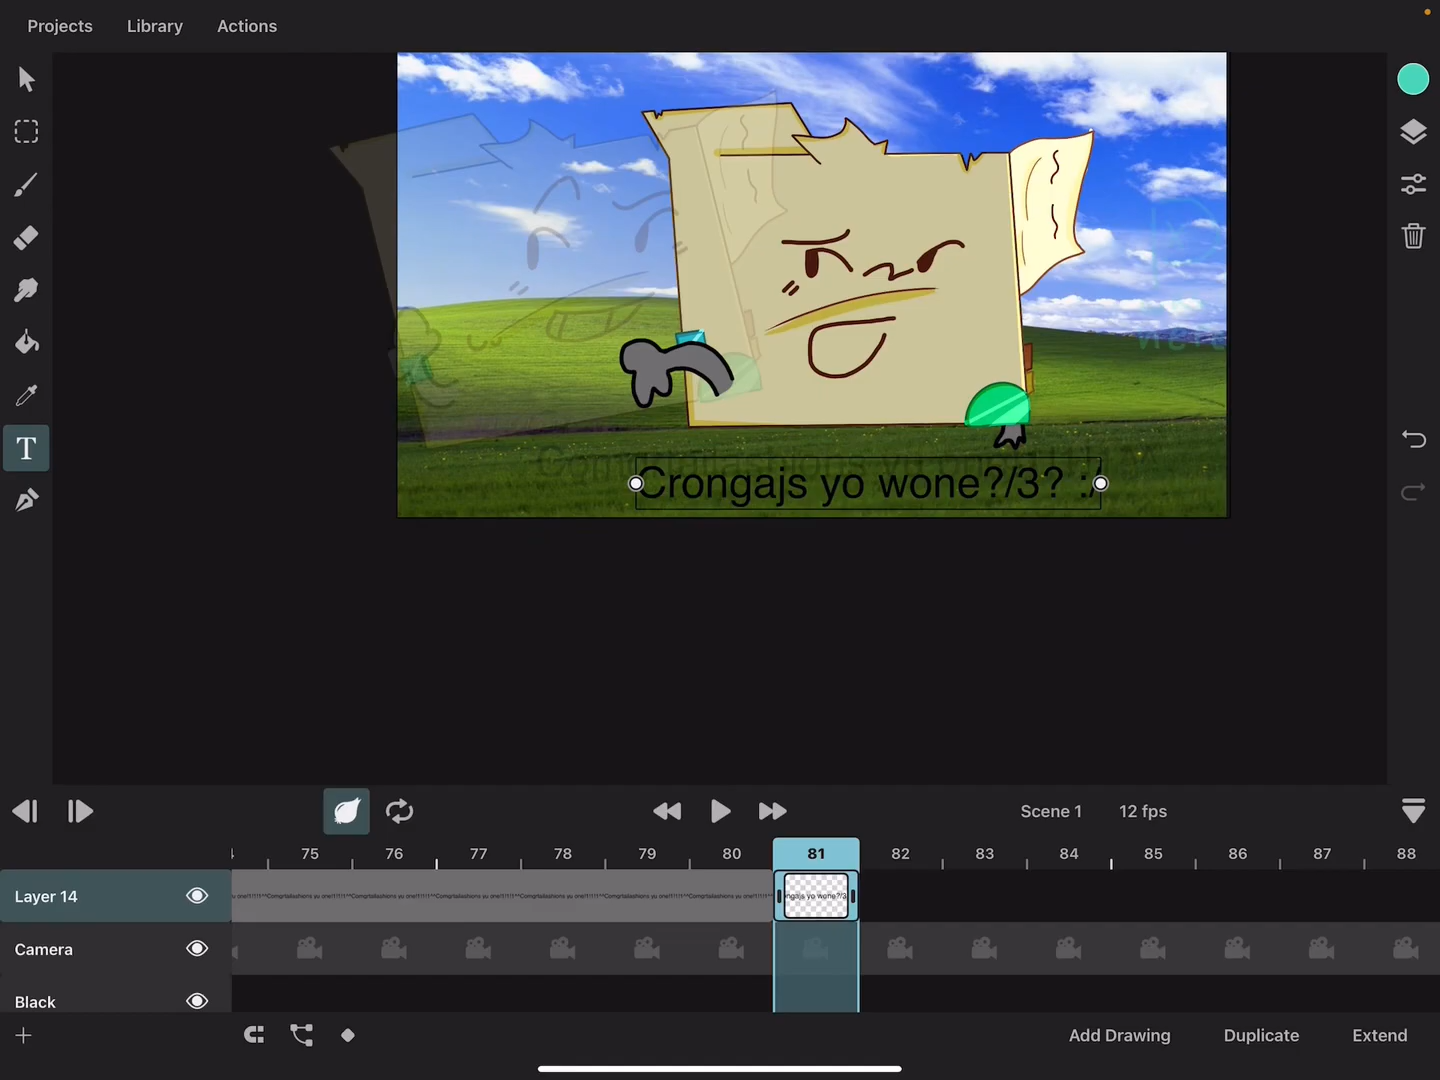 Projects Library Actions
Crongajs yo wone?/3? :/
Scene 1 12 fps
75 76 77 78 79 80 81 82 83 84 85 86 87 88
Layer 14
Camera
Black
Add Drawing Duplicate Extend